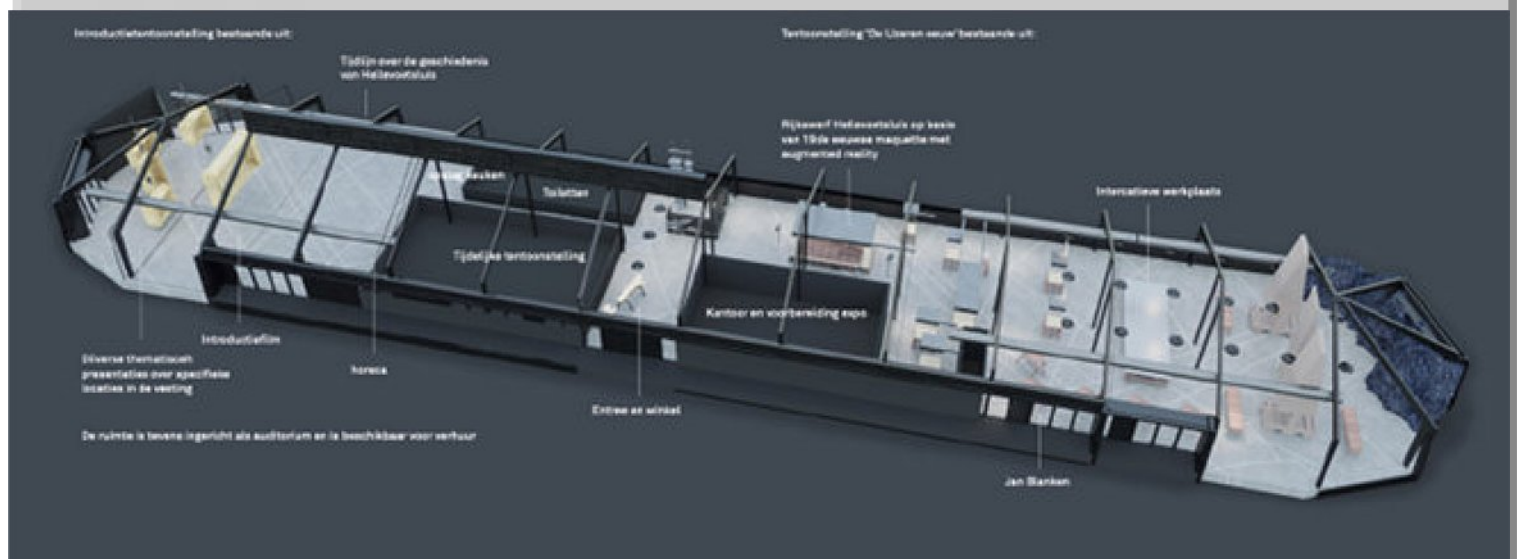 Introductietentoonstelling bestaande uit:
Tentoonstelling 'De IJzeren eeuw' bestaande uit:
Tijdlijn over de geschiedenis
van Hellevoetsluis
Rijkswerf Hellevoetsluis op basis
van 19de eeuwse maquette met
augmented reality
keuken
Toiletten
Interactieve werkplaats
Tijdelijke tentoonstelling
Kantoor en voorbereiding expo
Introductiefilm
Diverse thematisceh
presentaties over specifieke
locaties in de vesting
horeca
Entree en winkel
De ruimte is tevens ingericht als auditorium en is beschikbaar voor verhuur
Jan Blanken